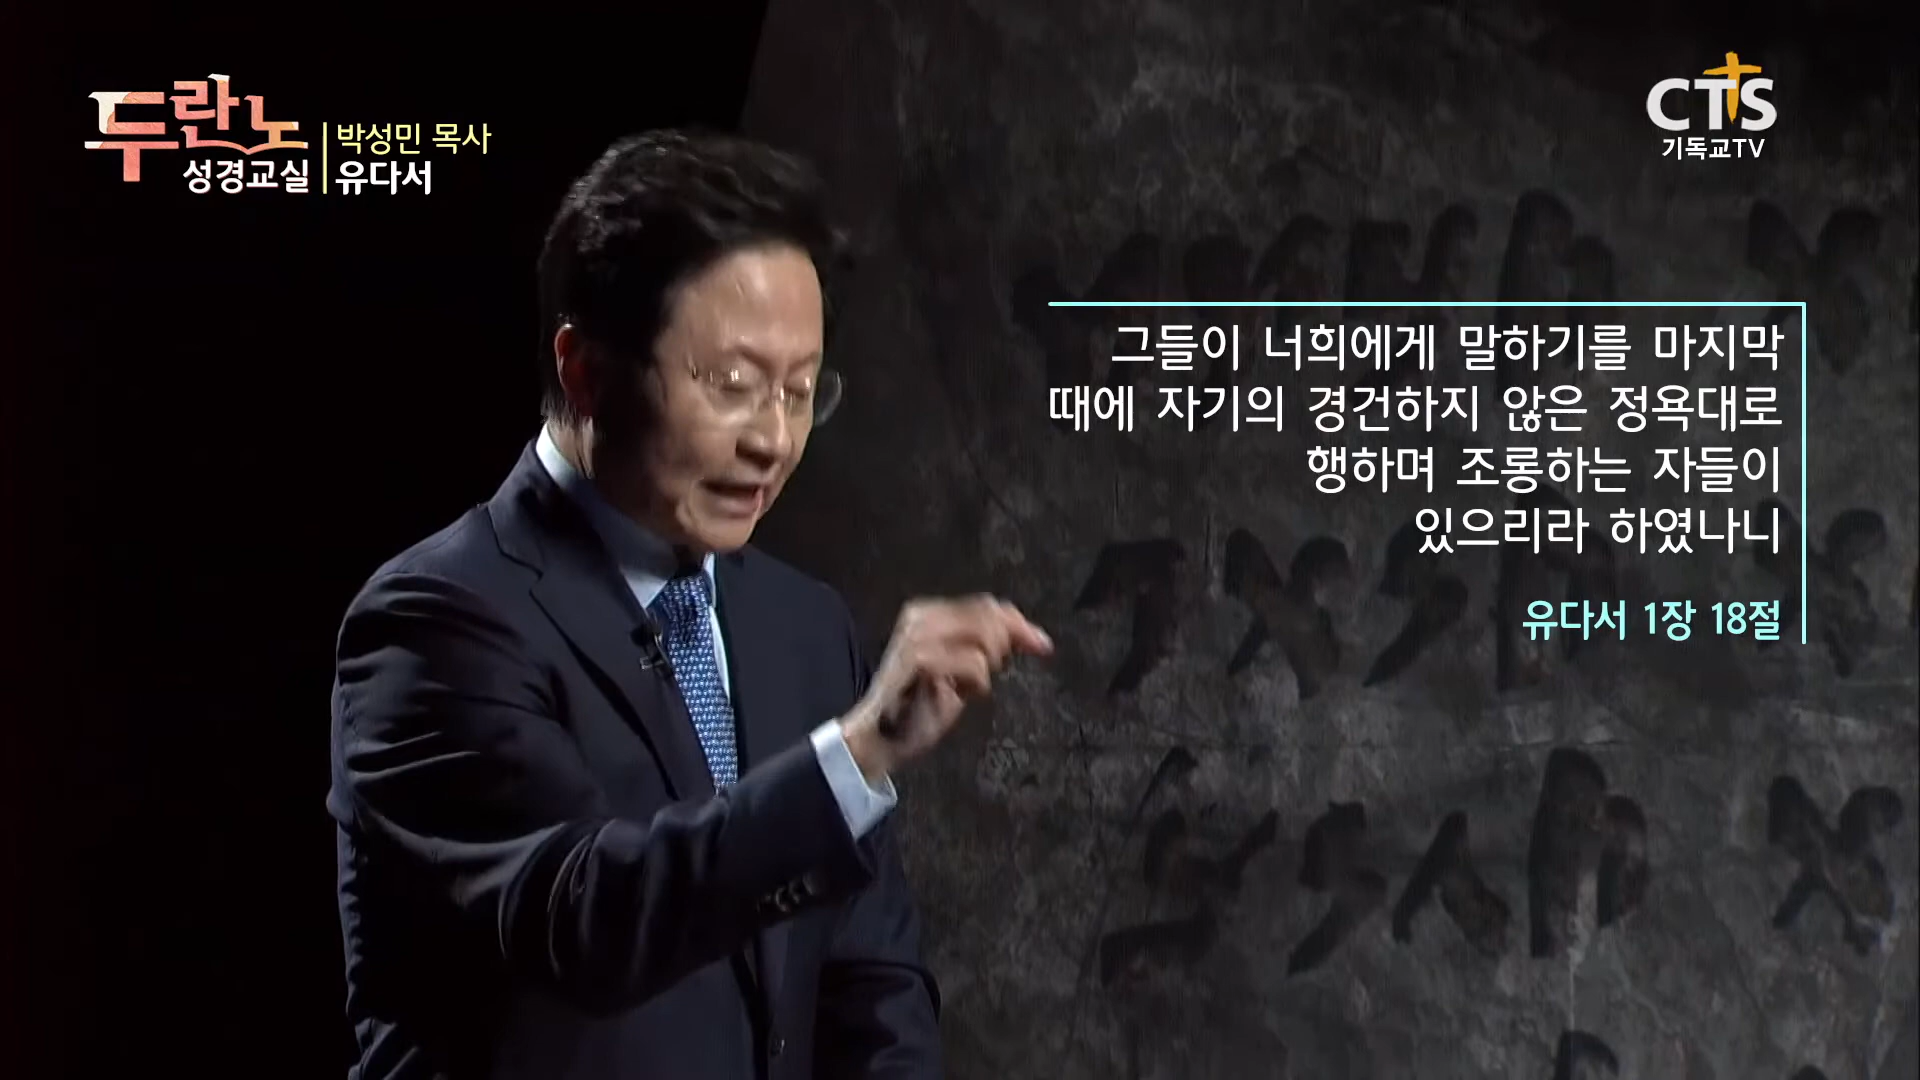 두란노
성경교실
박성민 목사
유다서
CTS
기독교TV
그들이 너희에게 말하기를 마지막
때에 자기의 경건하지 않은 정욕대로
행하며 조롱하는 자들이
있으리라 하였나니
유다서 1장 18절